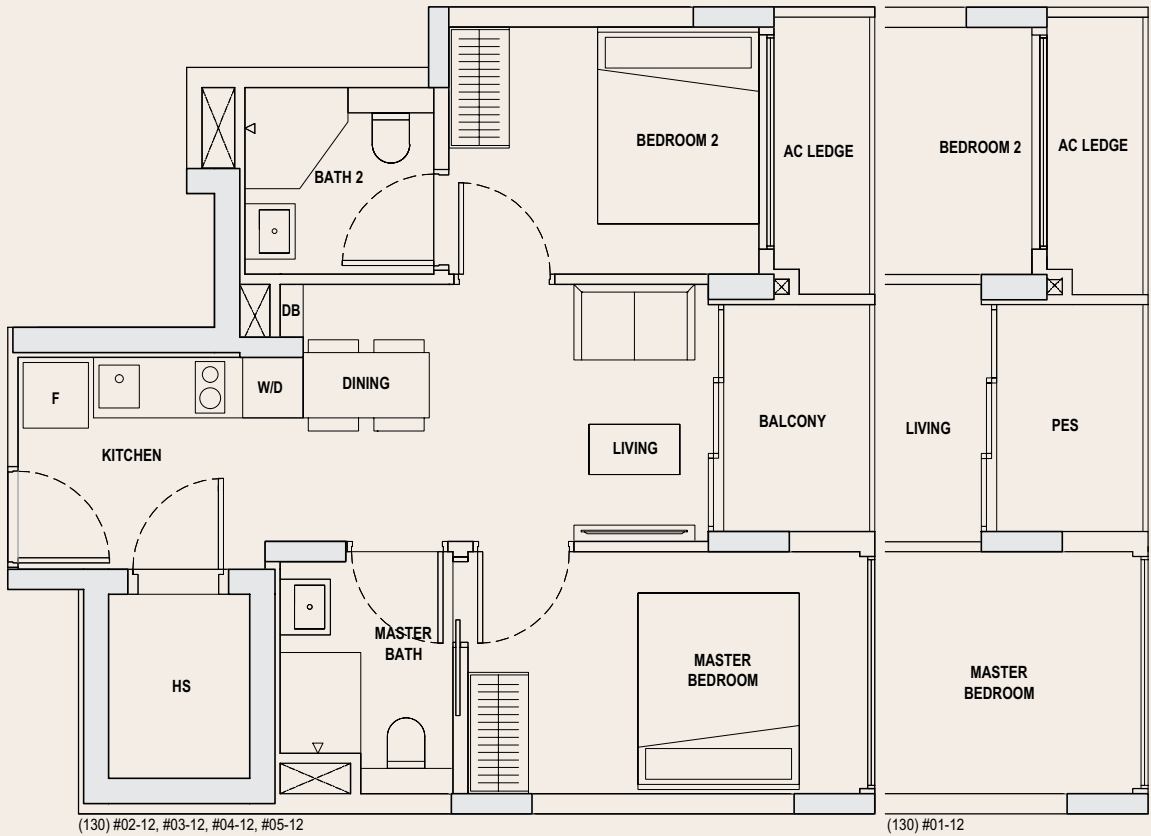 BEDROOM 2
AC LEDGE
BATH 2
DB
F
W/D
DINING
KITCHEN
LIVING
BALCONY
MASTER
BATH
HS
MASTER
BEDROOM
(130) #02-12, #03-12, #04-12, #05-12
BEDROOM 2
AC LEDGE
LIVING
PES
MASTER
BEDROOM
(130) #01-12